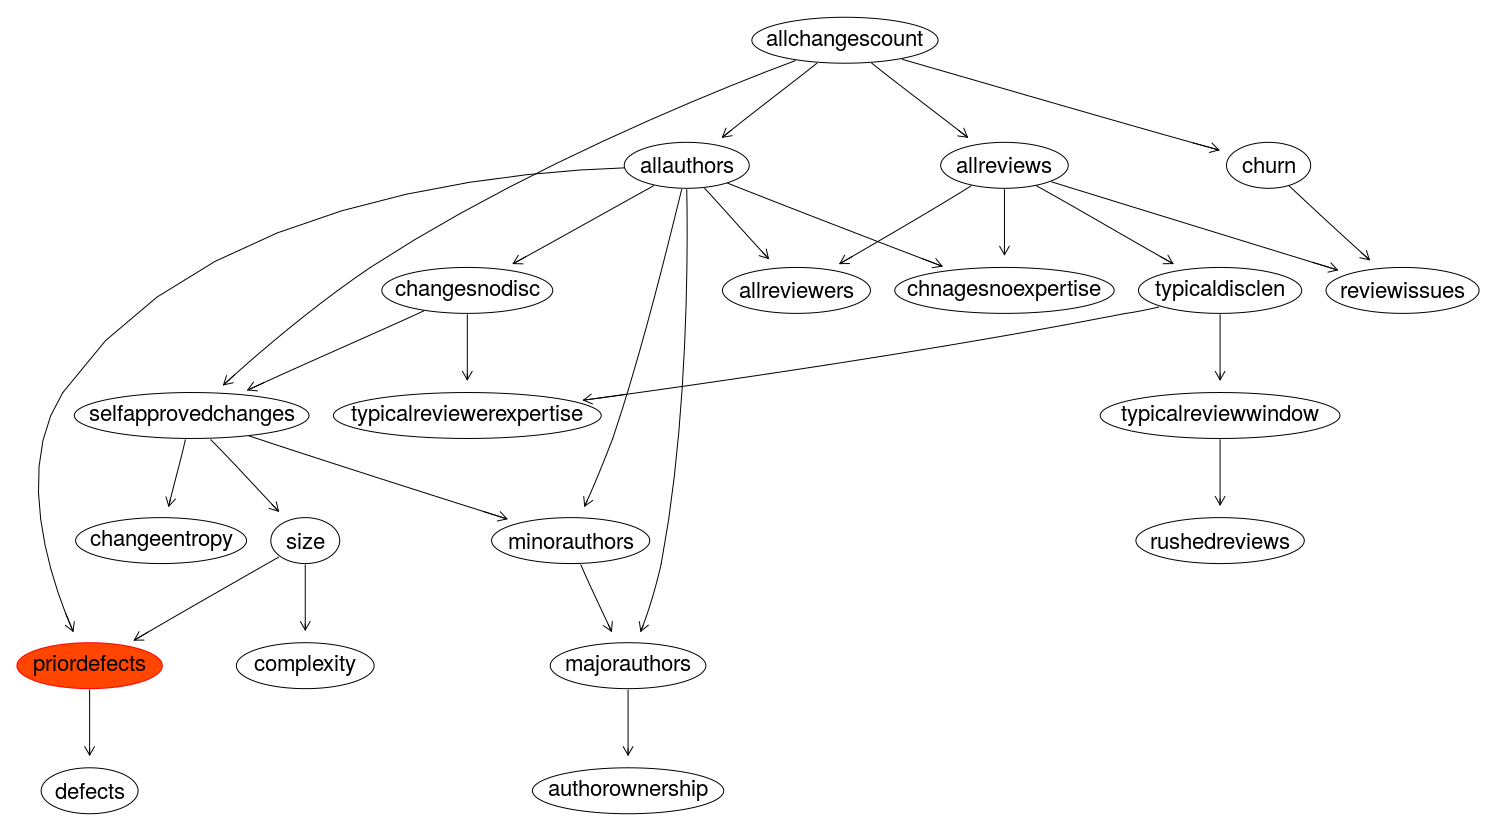 allchangescount
allauthors
allreviews
churn
changesnodisc
allreviewers
chnagesnoexpertise
typicaldisclen
reviewissues
selfapprovedchanges
typicalreviewerexpertise
typicalreviewwindow
changeentropy
size
minorauthors
rushedreviews
priordefects
complexity
majorauthors
defects
authorownership